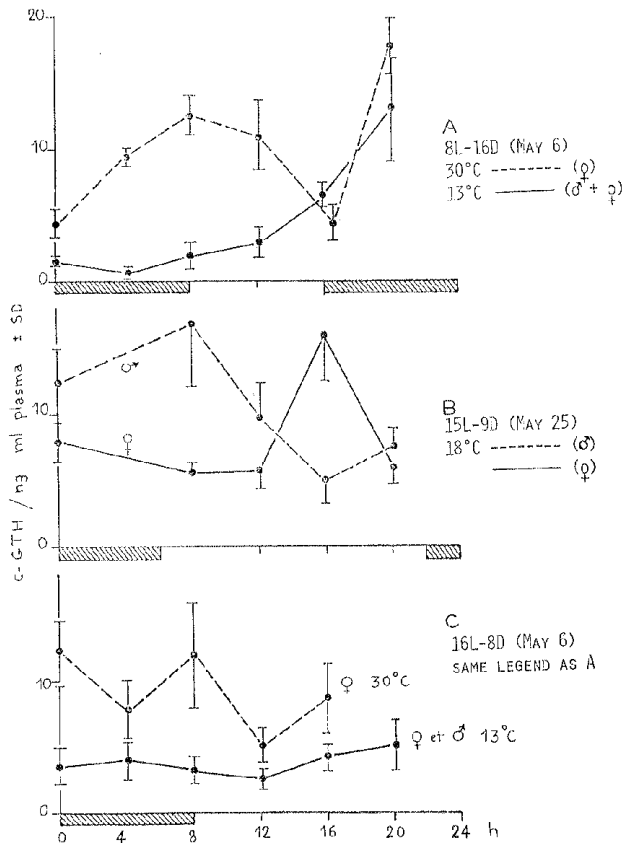 20
10
0
A
8L-16D (MAY 6)
30°C ------ (♀)
13°C —— (♂ + ♀)
c-GTH / ng ml plasma ± SD
♂
♀
10
0
B
15L-9D (MAY 25)
18°C ------ (♂)
—— (♀)
10
0
C
16L-8D (MAY 6)
SAME LEGEND AS A
♀ 30°C
♀ et ♂ 13°C
0 4 8 12 16 20 24 h